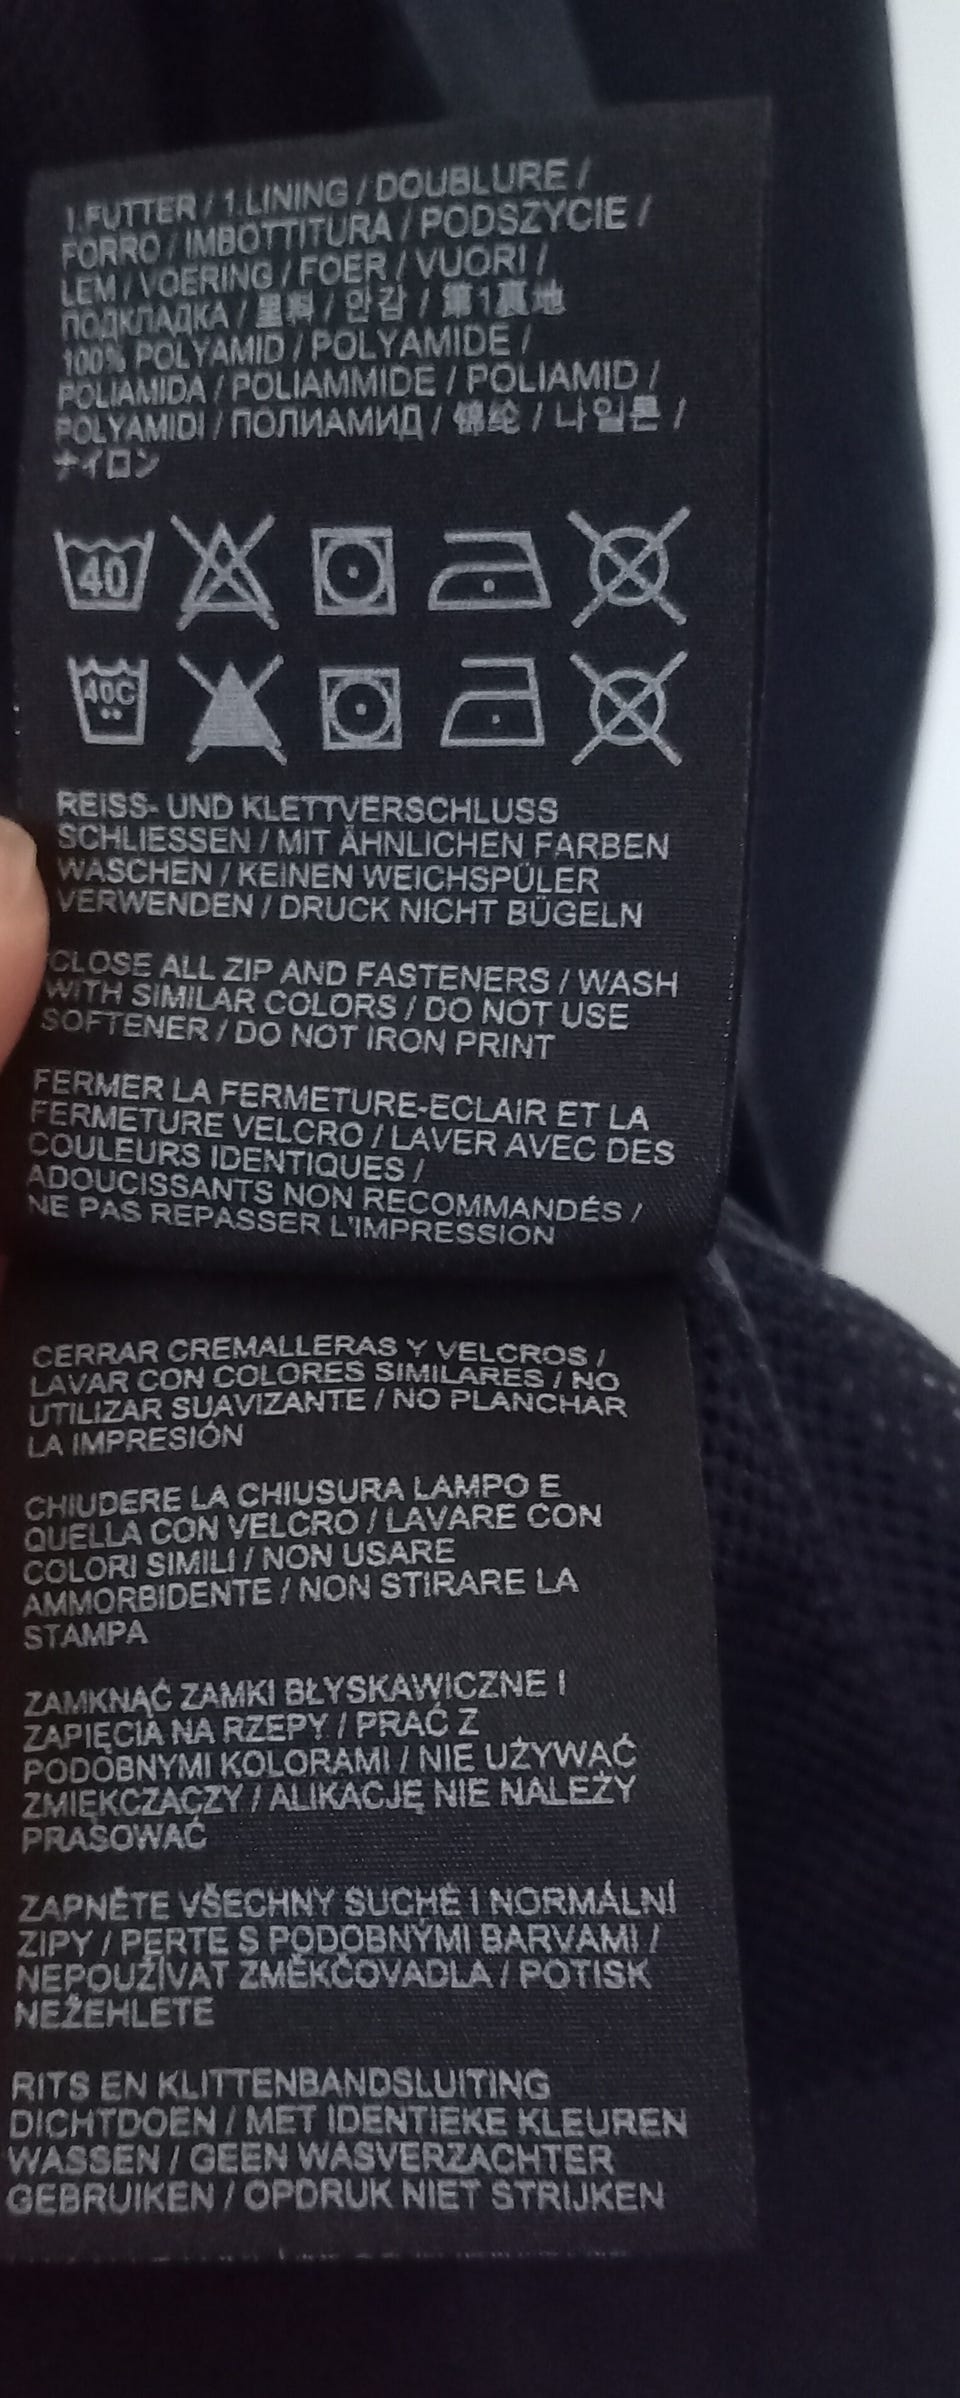 1.FUTTER / 1.LINING / DOUBLURE /
FORRO / IMBOTTITURA / PODSZYCIE /
LEM / VOERING / FOER / VUORI /
ПОДКЛАДКА / 里料 / 안감 / 第1裏地
100% POLYAMID / POLYAMIDE /
POLIAMIDA / POLIAMMIDE / POLIAMID /
POLYAMIDI / ПОЛИАМИД / 锦纶 / 나일론 /
ナイロン
40
40C
REISS- UND KLETTVERSCHLUSS
SCHLIESSEN / MIT ÄHNLICHEN FARBEN
WASCHEN / KEINEN WEICHSPÜLER
VERWENDEN / DRUCK NICHT BÜGELN
CLOSE ALL ZIP AND FASTENERS / WASH
WITH SIMILAR COLORS / DO NOT USE
SOFTENER / DO NOT IRON PRINT
FERMER LA FERMETURE-ECLAIR ET LA
FERMETURE VELCRO / LAVER AVEC DES
COULEURS IDENTIQUES /
ADOUCISSANTS NON RECOMMANDÉS /
NE PAS REPASSER L'IMPRESSION
CERRAR CREMALLERAS Y VELCROS /
LAVAR CON COLORES SIMILARES / NO
UTILIZAR SUAVIZANTE / NO PLANCHAR
LA IMPRESIÓN
CHIUDERE LA CHIUSURA LAMPO E
QUELLA CON VELCRO / LAVARE CON
COLORI SIMILI / NON USARE
AMMORBIDENTE / NON STIRARE LA
STAMPA
ZAMKNĄĆ ZAMKI BŁYSKAWICZNE I
ZAPIĘCIA NA RZEPY / PRAĆ Z
PODOBNYMI KOLORAMI / NIE UŻYWAĆ
ZMIĘKCZACZY / ALIKACJĘ NIE NALEŻY
PRASOWAĆ
ZAPNĚTE VŠECHNY SUCHÉ I NORMÁLNÍ
ZIPY / PERTE S PODOBNÝMI BARVAMI /
NEPOUŽÍVAT ZMĚKČOVADLA / POTISK
NEŽEHLETE
RITS EN KLITTENBANDSLUITING
DICHTDOEN / MET IDENTIEKE KLEUREN
WASSEN / GEEN WASVERZACHTER
GEBRUIKEN / OPDRUK NIET STRIJKEN